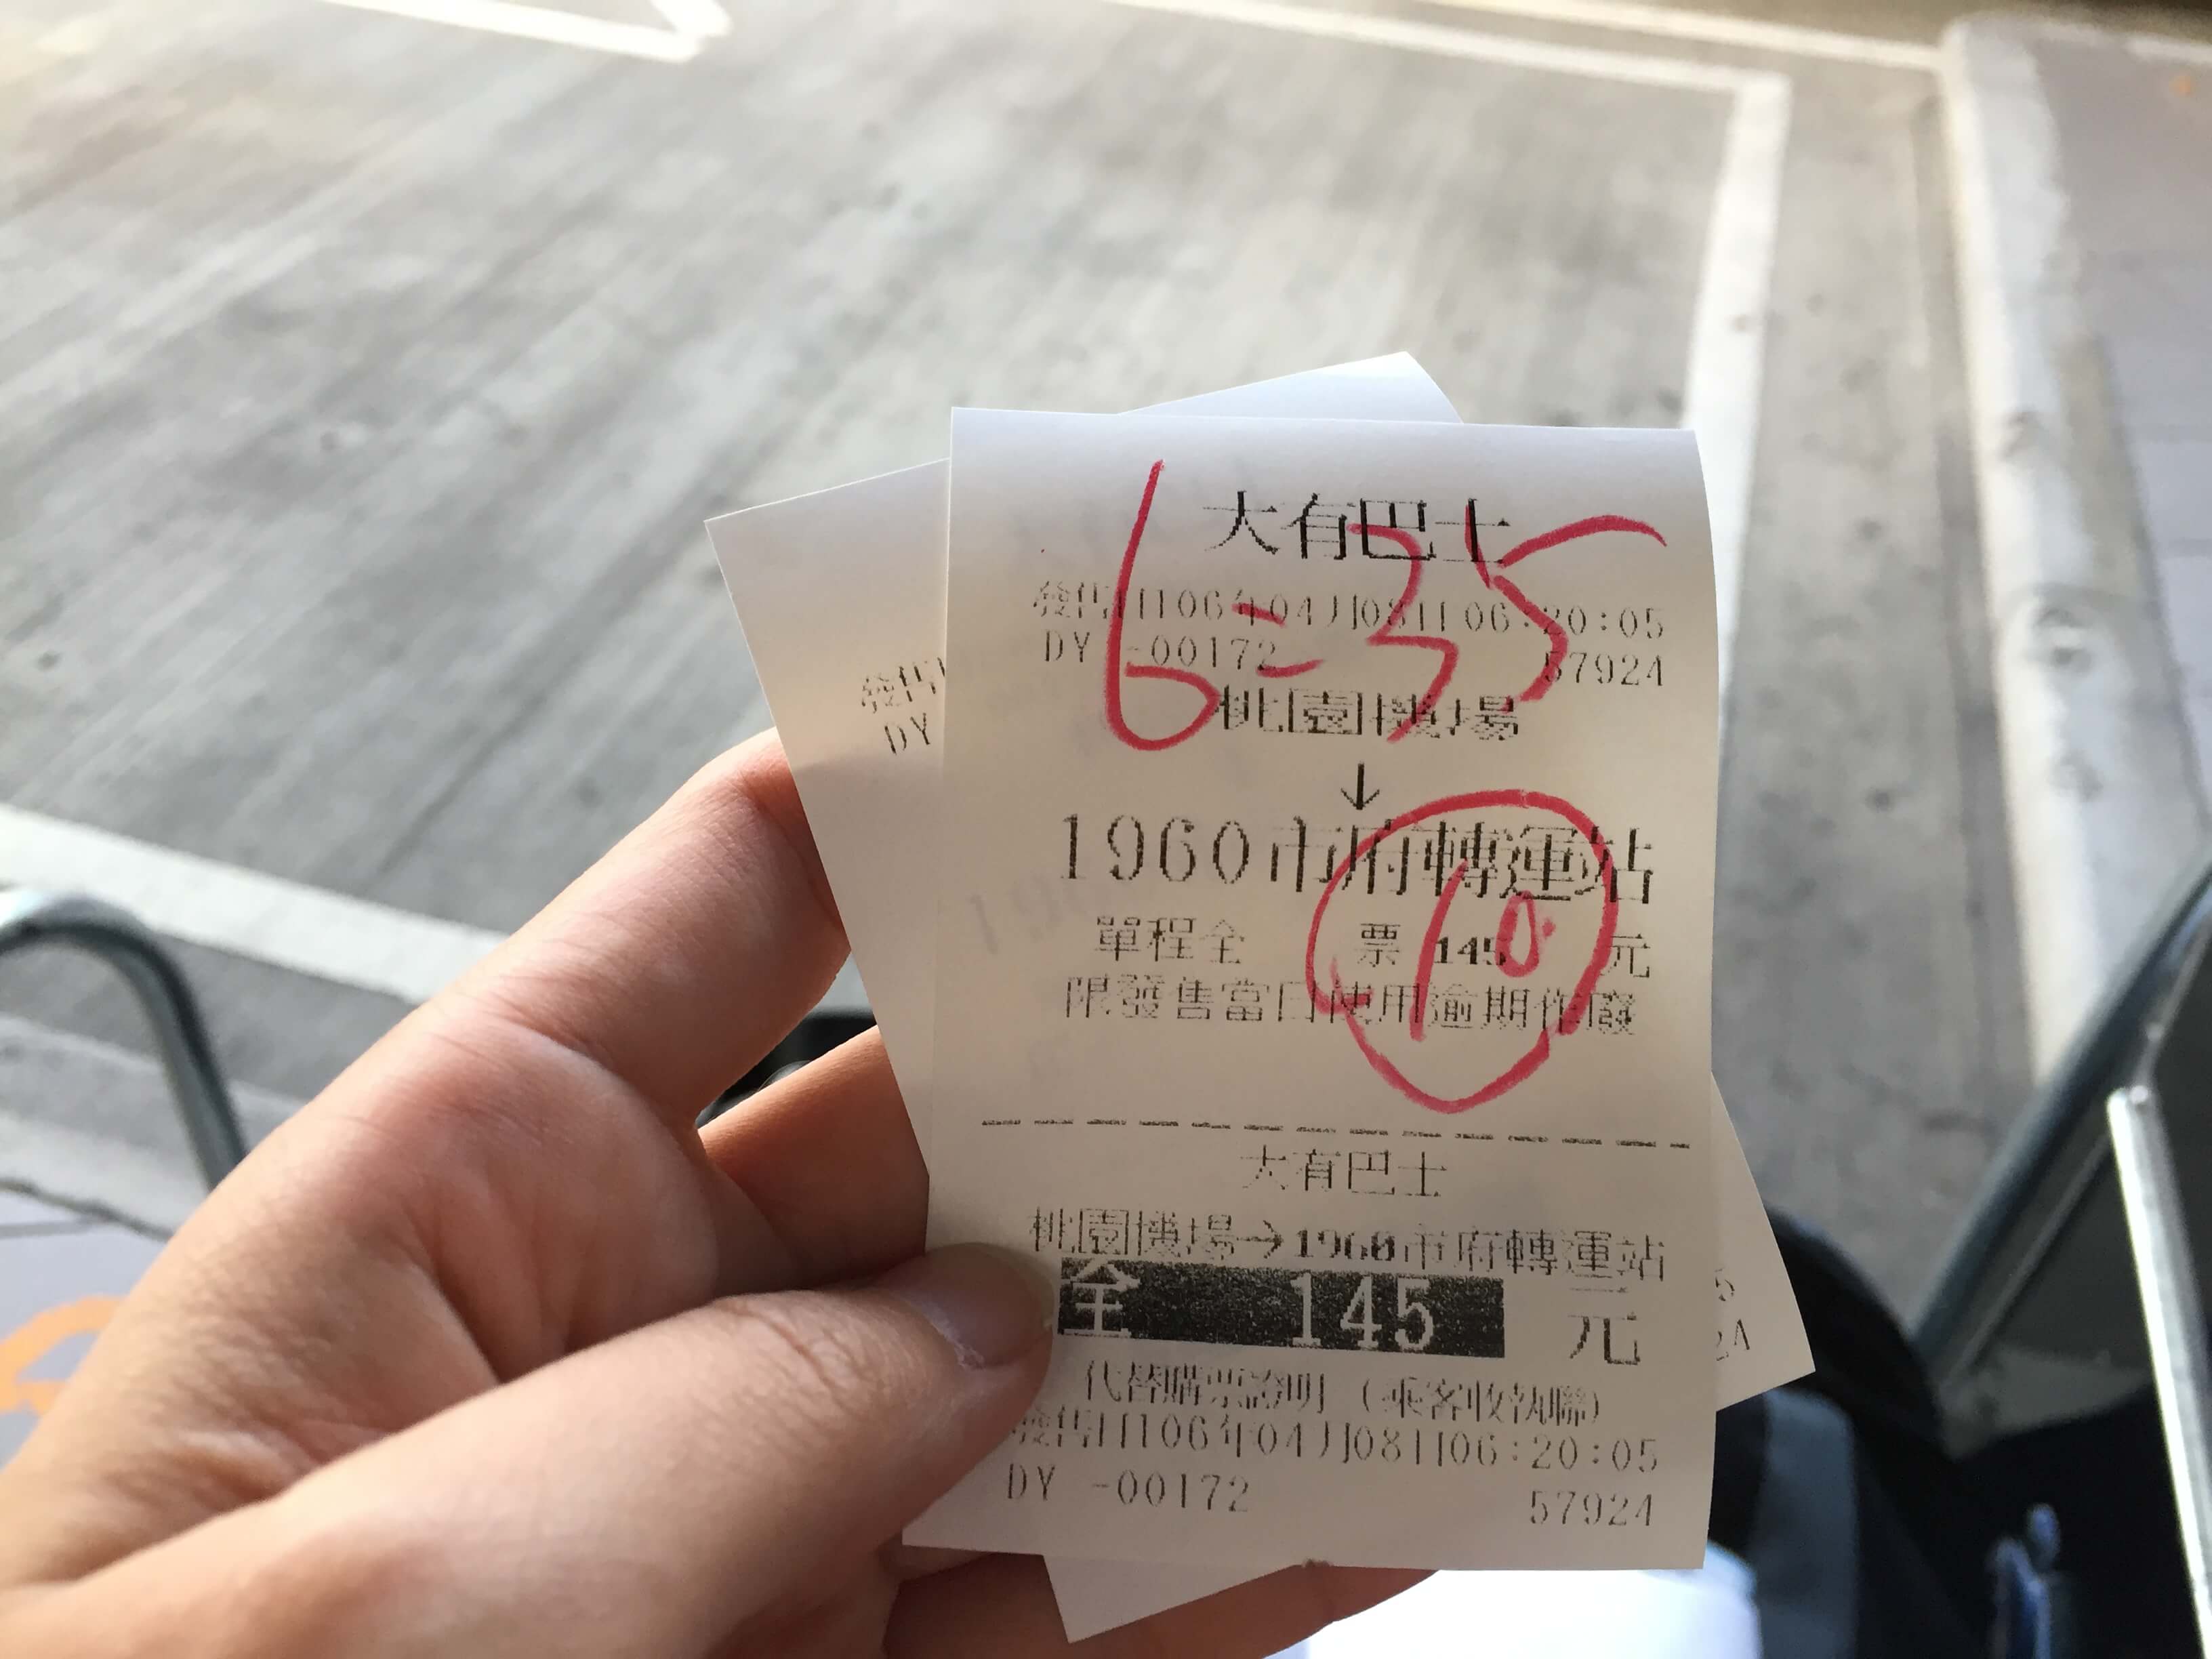 大有巴士
發售日106年04月08日06:20:05
DY -00172 57924
6=35
桃園機場
↓
1960市府轉運站
單程全 票 145 元
10
限發售當日使用逾期作廢
大有巴士
桃園機場→1960市府轉運站
全 145 元
代替購票證明（乘客收執聯）
發售日106年04月08日06:20:05
DY -00172 57924
發售
DY
5
24